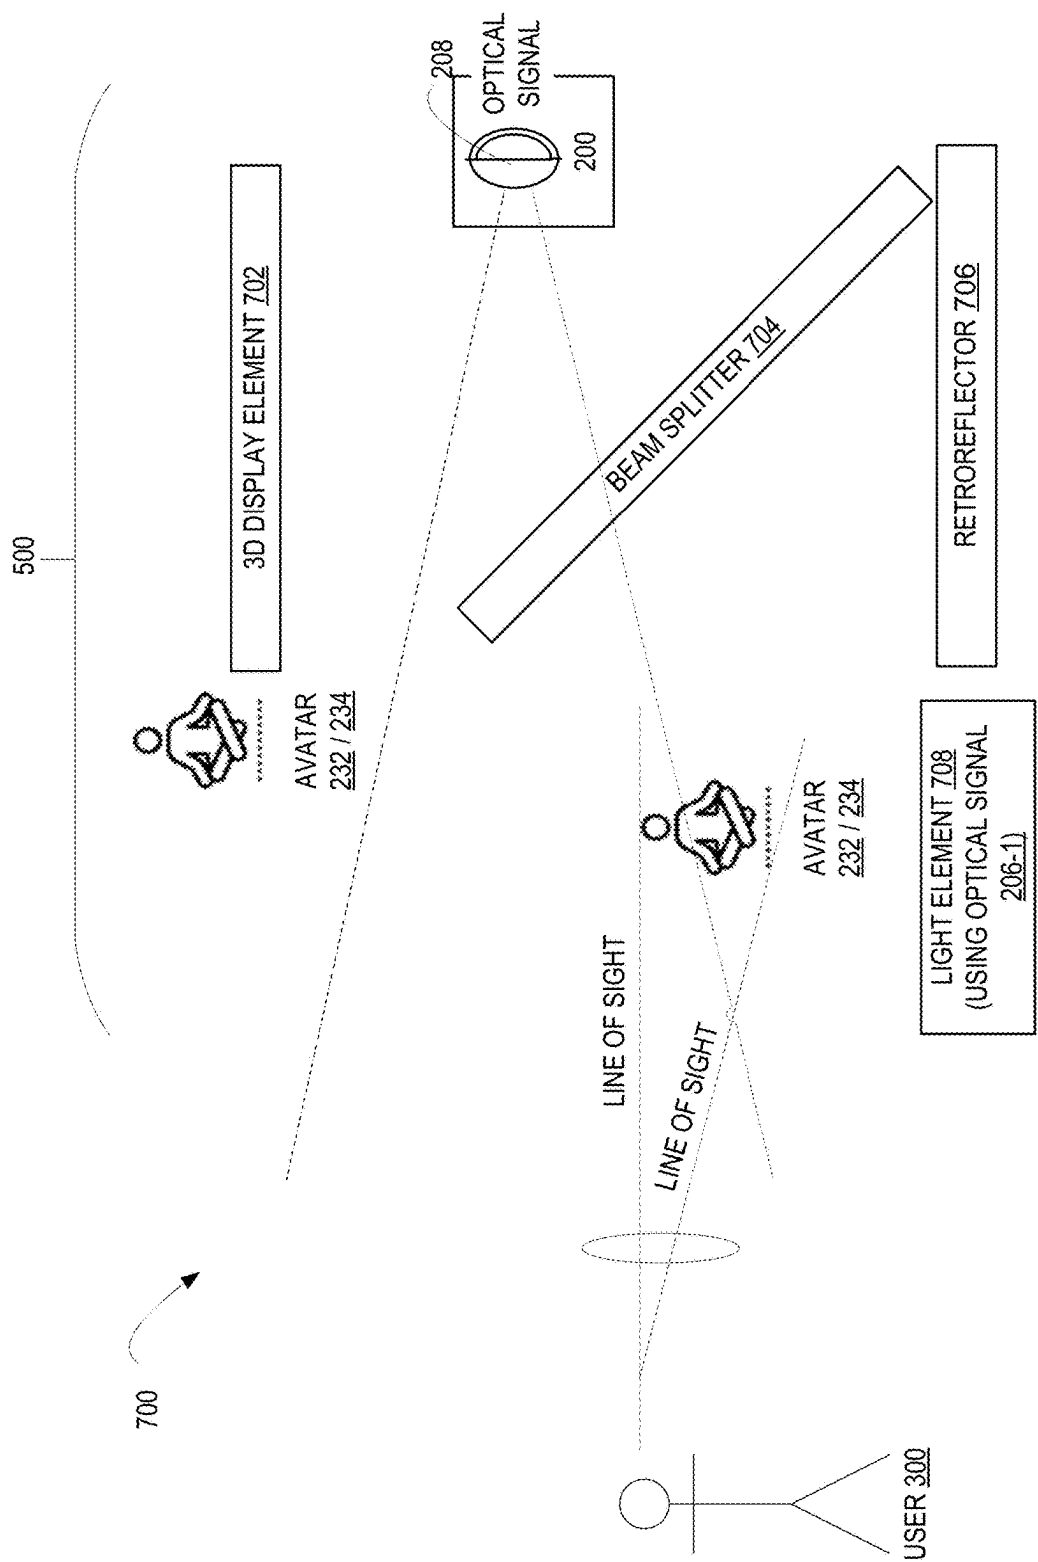 500
208
OPTICAL
SIGNAL
200
3D DISPLAY ELEMENT 702
AVATAR
232 / 234
BEAM SPLITTER 704
RETROREFLECTOR 706
AVATAR
232 / 234
LIGHT ELEMENT 708
(USING OPTICAL SIGNAL
206-1)
LINE OF SIGHT
LINE OF SIGHT
700
USER 300